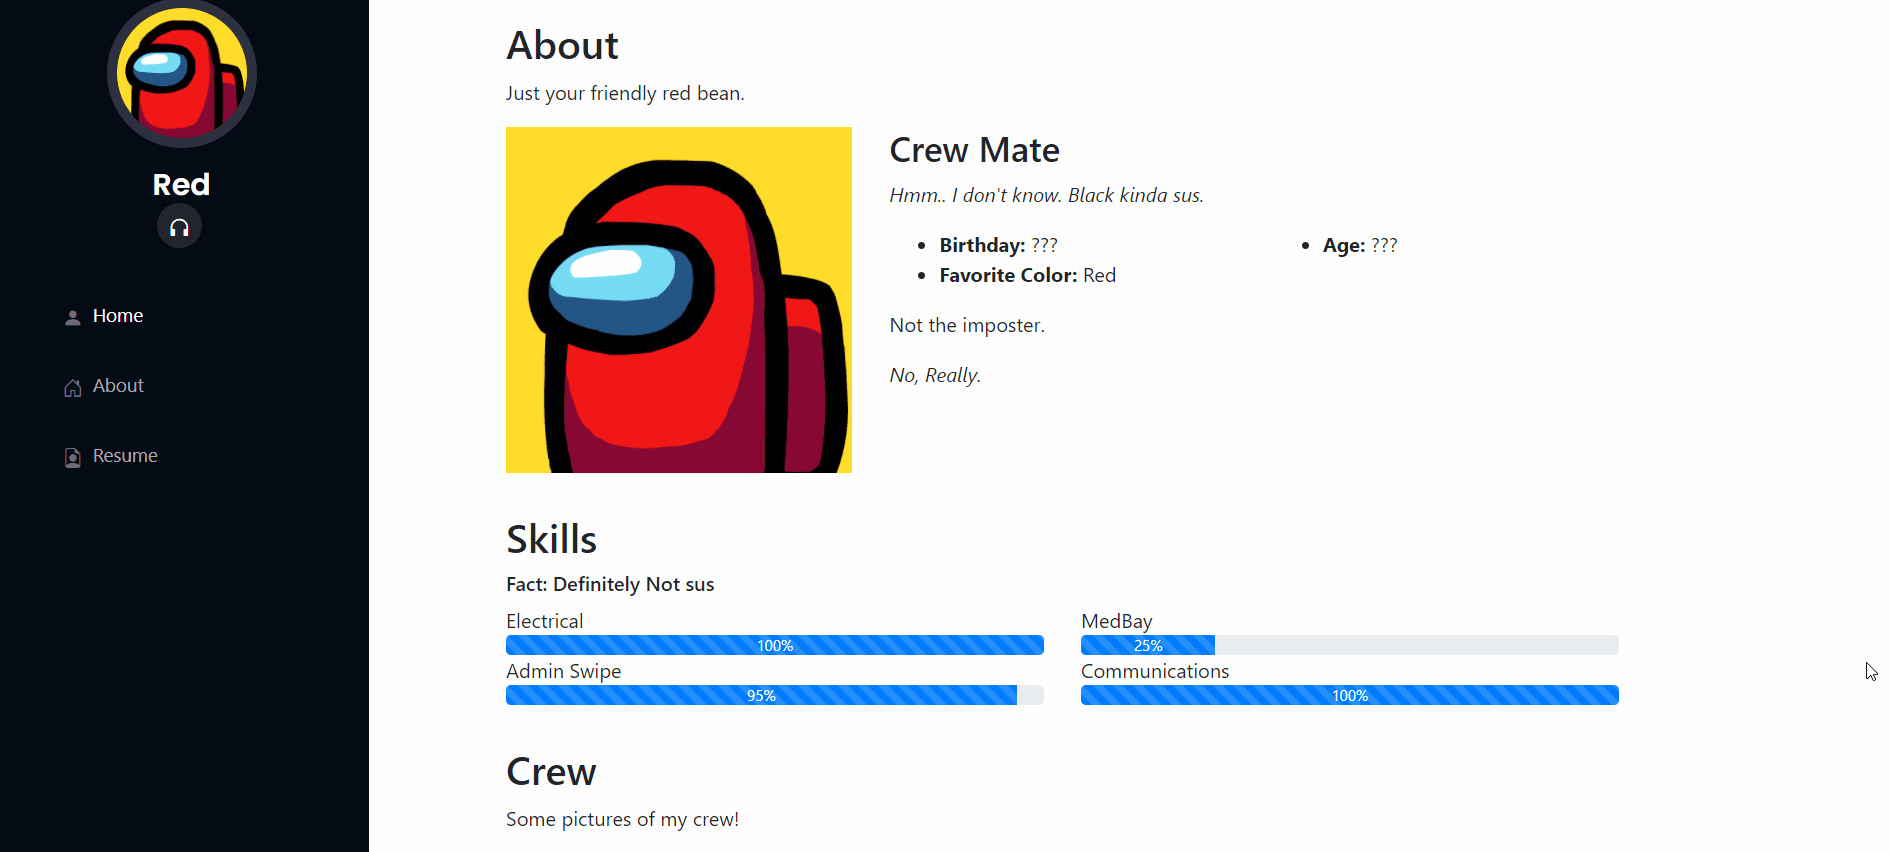 Red
Home
About
Resume
About
Just your friendly red bean.
Crew Mate
Hmm.. I don't know. Black kinda sus.
Birthday: ???
Age: ???
Favorite Color: Red
Not the imposter.
No, Really.
Skills
Fact: Definitely Not sus
Electrical
100%
MedBay
25%
Admin Swipe
95%
Communications
100%
Crew
Some pictures of my crew!